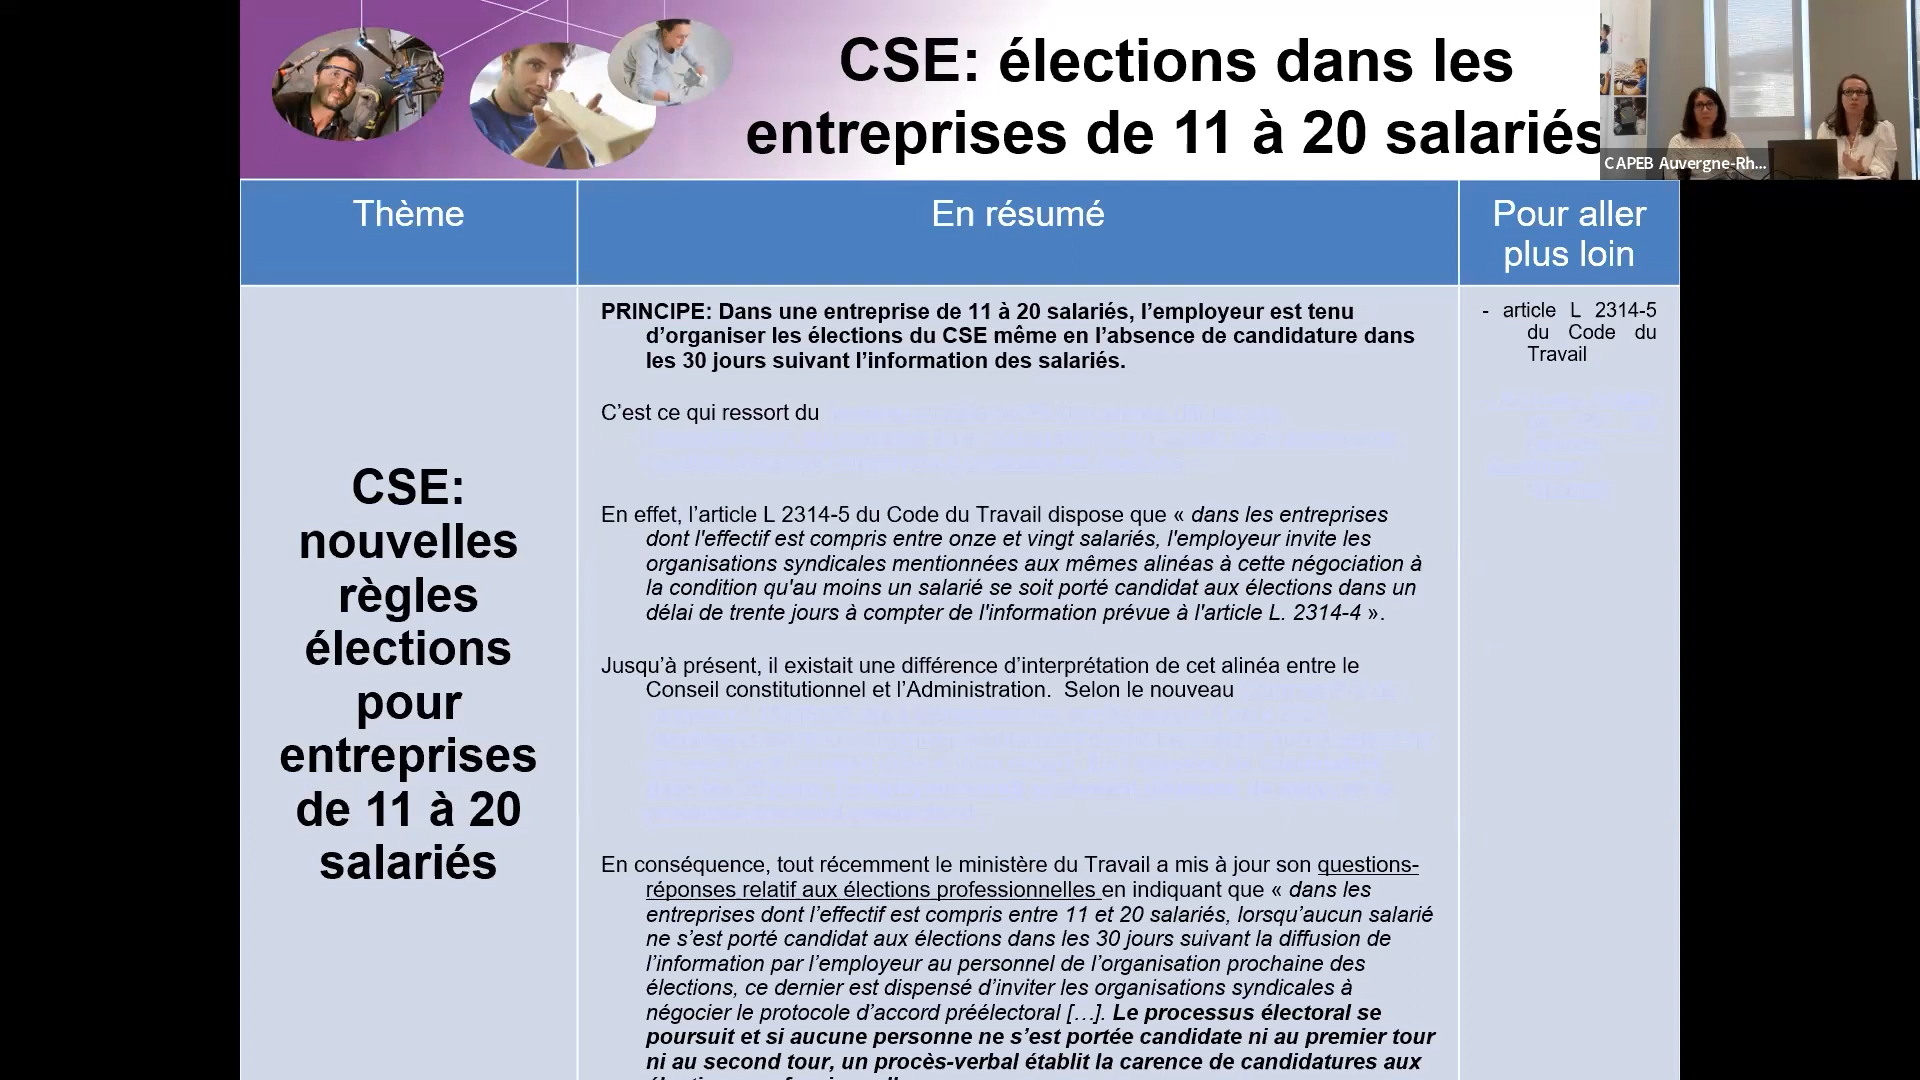 CSE: élections dans les
entreprises de 11 à 20 salariés
CAPEB Auvergne-Rh...
Thème
En résumé
Pour aller
plus loin
CSE:
nouvelles
règles
élections
pour
entreprises
de 11 à 20
salariés
PRINCIPE: Dans une entreprise de 11 à 20 salariés, l’employeur est tenu
d’organiser les élections du CSE même en l’absence de candidature dans
les 30 jours suivant l’information des salariés.
C’est ce qui ressort du
En effet, l’article L 2314-5 du Code du Travail dispose que « dans les entreprises
dont l'effectif est compris entre onze et vingt salariés, l'employeur invite les
organisations syndicales mentionnées aux mêmes alinéas à cette négociation à
la condition qu'au moins un salarié se soit porté candidat aux élections dans un
délai de trente jours à compter de l'information prévue à l'article L. 2314-4 ».
Jusqu’à présent, il existait une différence d’interprétation de cet alinéa entre le
Conseil constitutionnel et l’Administration. Selon le nouveau
En conséquence, tout récemment le ministère du Travail a mis à jour son questions-
réponses relatif aux élections professionnelles en indiquant que « dans les
entreprises dont l’effectif est compris entre 11 et 20 salariés, lorsqu’aucun salarié
ne s’est porté candidat aux élections dans les 30 jours suivant la diffusion de
l’information par l’employeur au personnel de l’organisation prochaine des
élections, ce dernier est dispensé d’inviter les organisations syndicales à
négocier le protocole d’accord préélectoral […]. Le processus électoral se
poursuit et si aucune personne ne s’est portée candidate ni au premier tour
ni au second tour, un procès-verbal établit la carence de candidatures aux
- article L 2314-5
du Code du
Travail